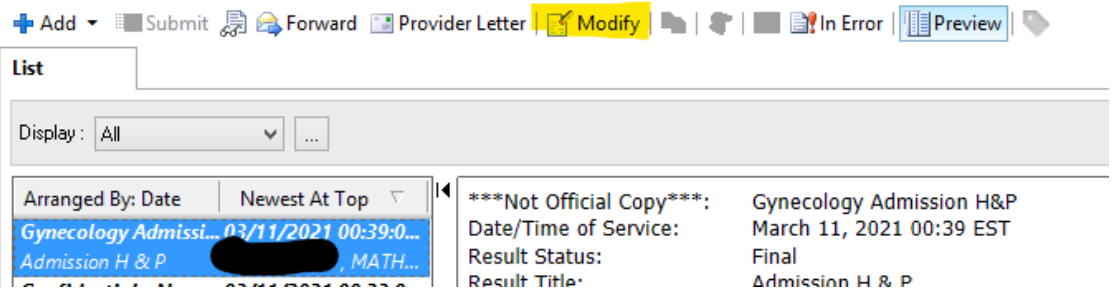 Add Submit Forward Provider Letter Modify In Error Preview
List
Display : All ...
Arranged By: Date Newest At Top
Gynecology Admissi... 03/11/2021 00:39:0...
Admission H & P , MATH...
***Not Official Copy***: Gynecology Admission H&P
Date/Time of Service: March 11, 2021 00:39 EST
Result Status: Final
Result Title: Admission H & P